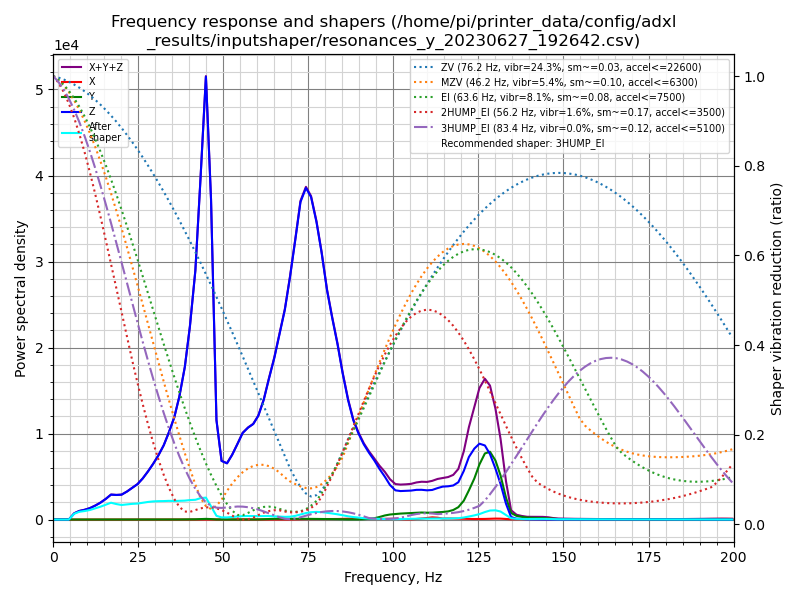 Frequency response and shapers (/home/pi/printer_data/config/adxl
_results/inputshaper/resonances_y_20230627_192642.csv)
1e4
X+Y+Z
X
Y
Z
After
shaper
ZV (76.2 Hz, vibr=24.3%, sm~=0.03, accel<=22600)
MZV (46.2 Hz, vibr=5.4%, sm~=0.10, accel<=6300)
EI (63.6 Hz, vibr=8.1%, sm~=0.08, accel<=7500)
2HUMP_EI (56.2 Hz, vibr=1.6%, sm~=0.17, accel<=3500)
3HUMP_EI (83.4 Hz, vibr=0.0%, sm~=0.12, accel<=5100)
Recommended shaper: 3HUMP_EI
5
4
3
2
1
0
Power spectral density
1.0
0.8
0.6
0.4
0.2
0.0
Shaper vibration reduction (ratio)
0 25 50 75 100 125 150 175 200
Frequency, Hz